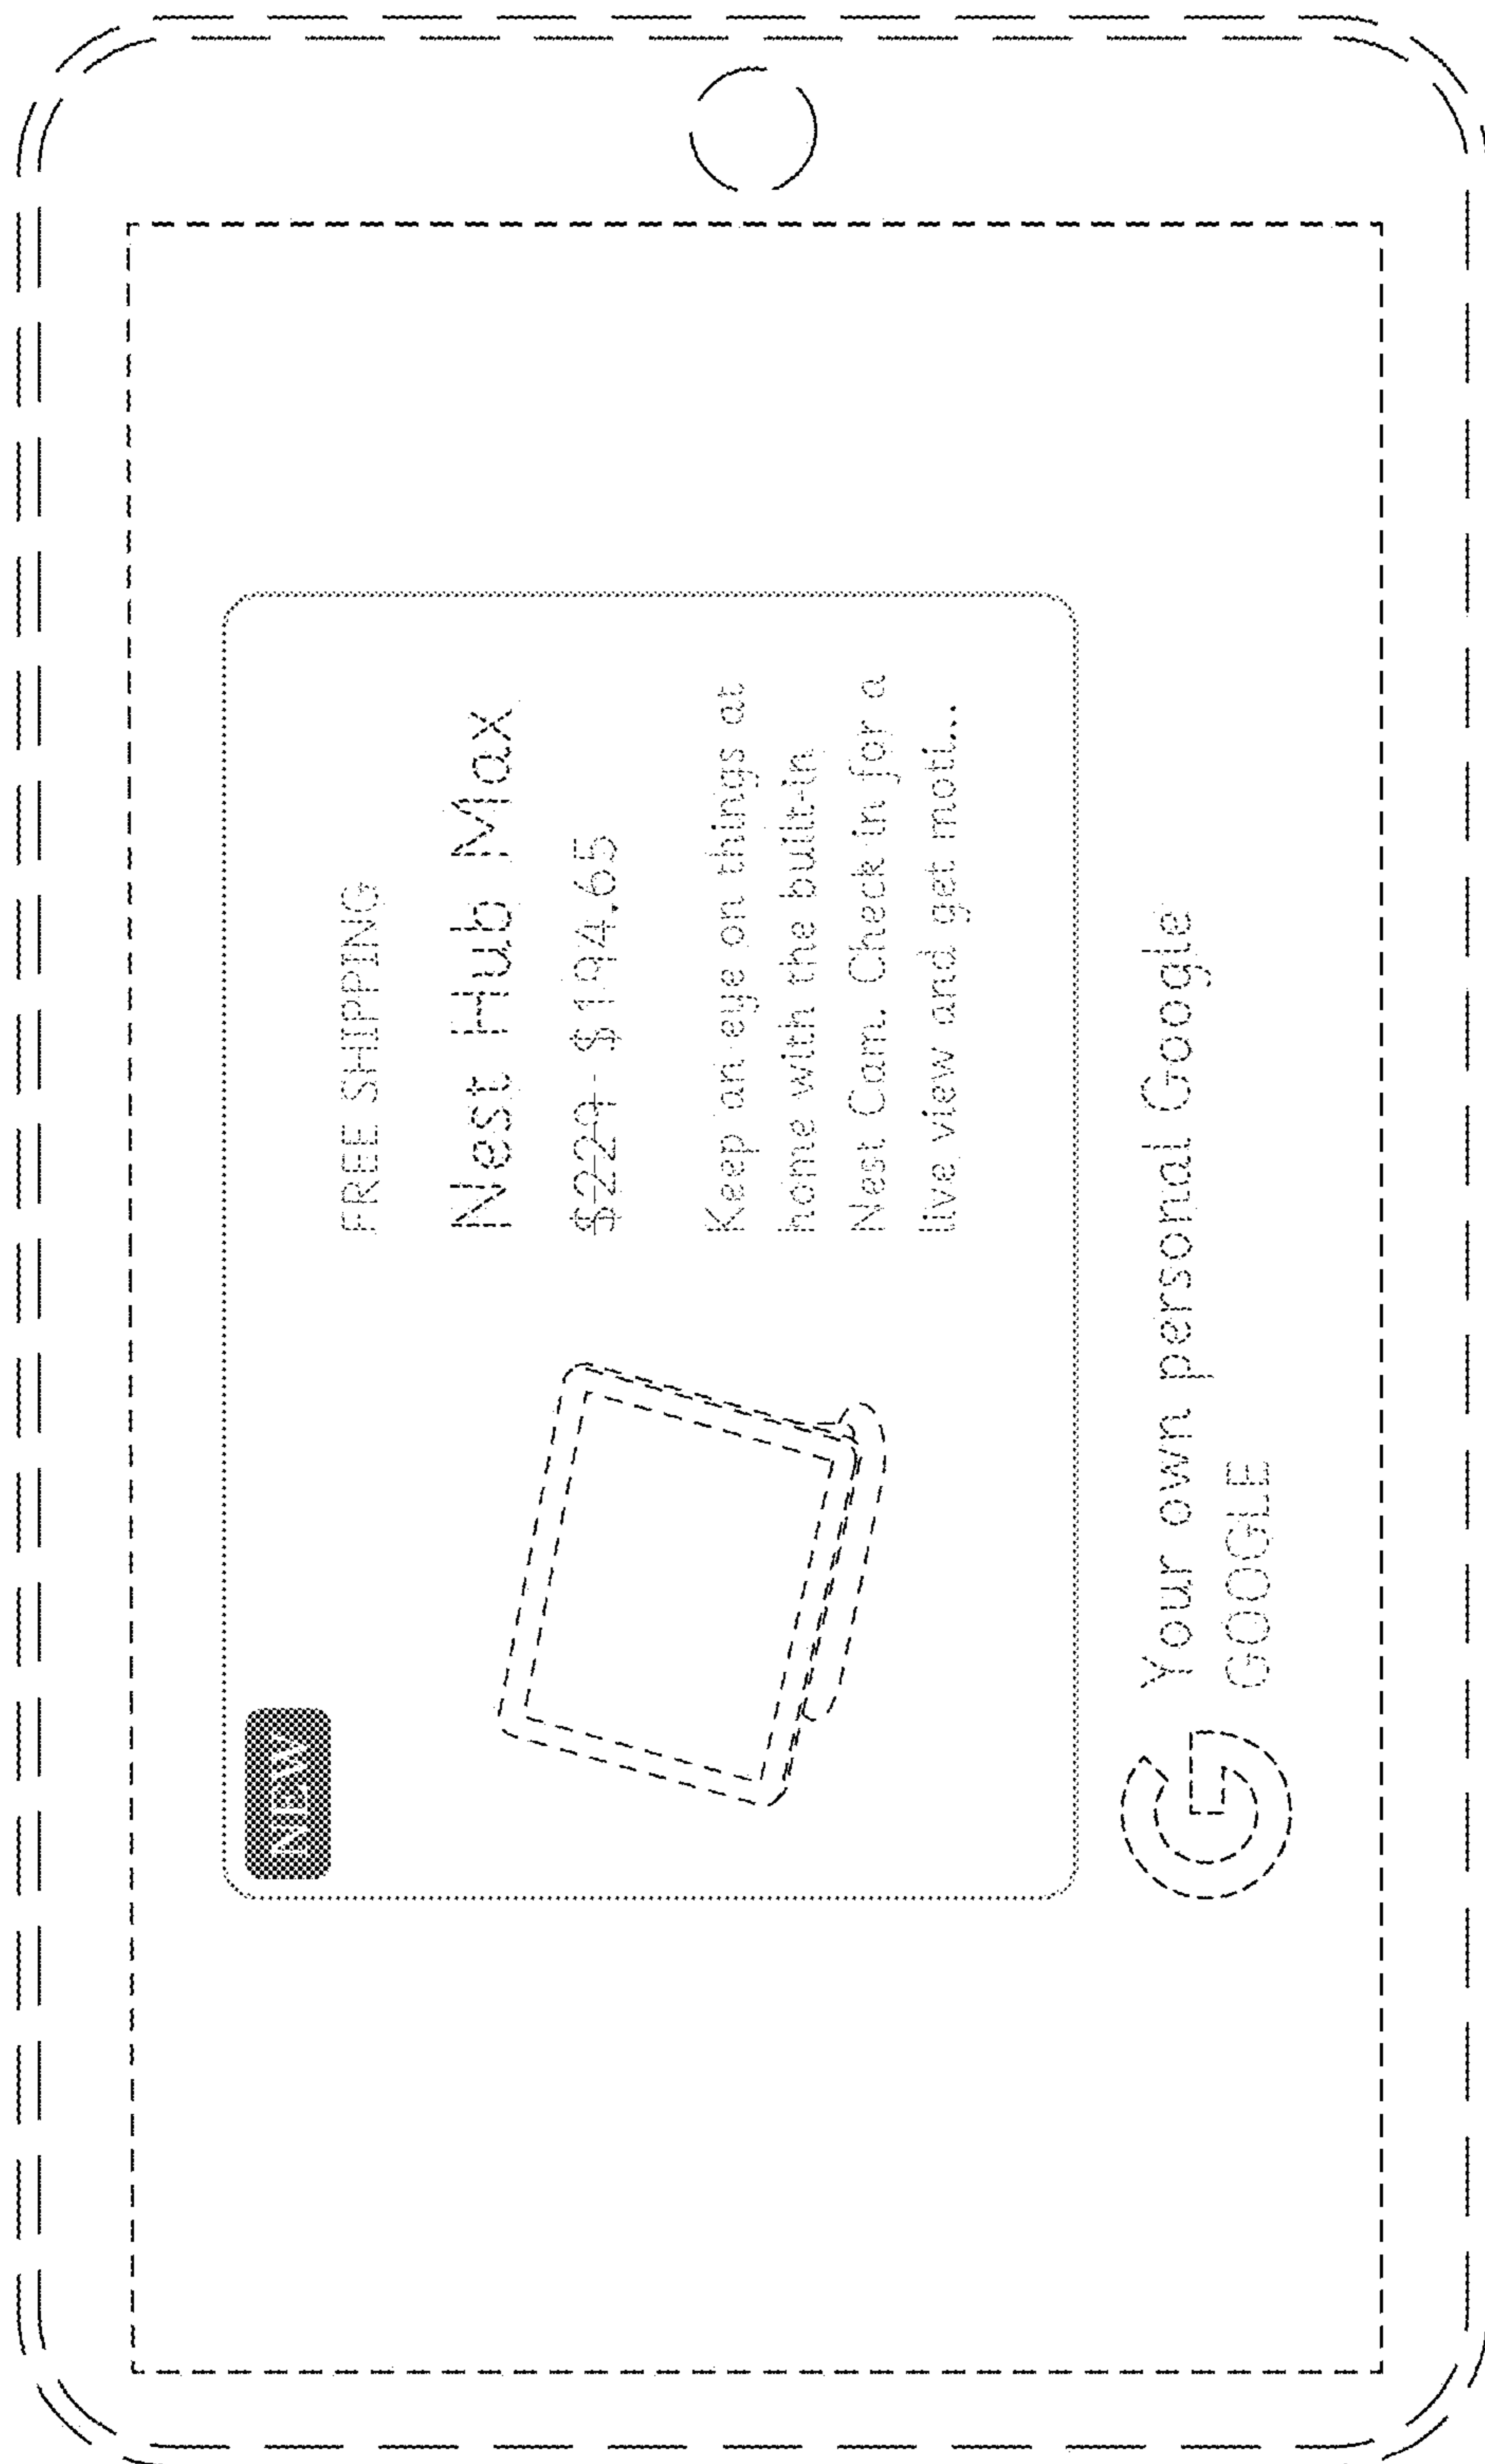 NEW
FREE SHIPPING
Nest Hub Max
$229 $194.65
Keep an eye on things at
home with the built-in
Nest Cam. Check in for a
live view and get moti...
G
Your own personal Google
GOOGLE